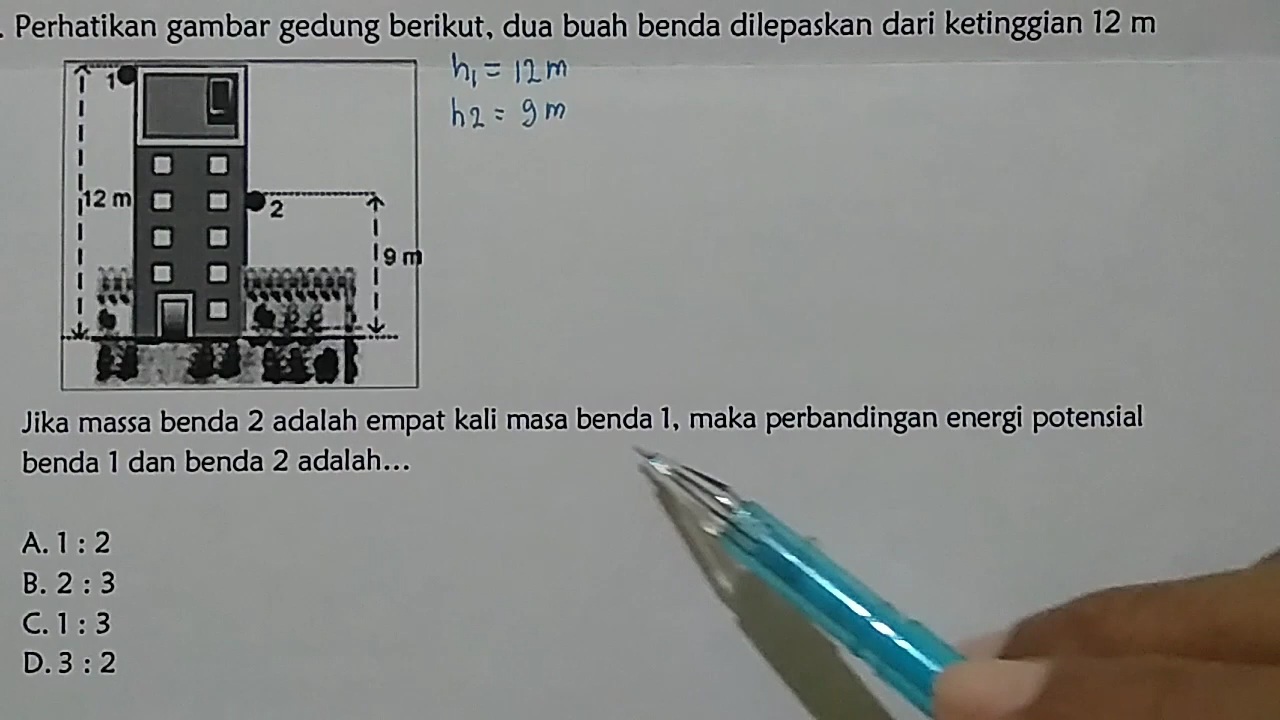 . Perhatikan gambar gedung berikut, dua buah benda dilepaskan dari ketinggian 12 m
h1 = 12 m
h2 = 9 m
1
12 m
2
9 m
Jika massa benda 2 adalah empat kali masa benda 1, maka perbandingan energi potensial
benda 1 dan benda 2 adalah...
A. 1 : 2
B. 2 : 3
C. 1 : 3
D. 3 : 2